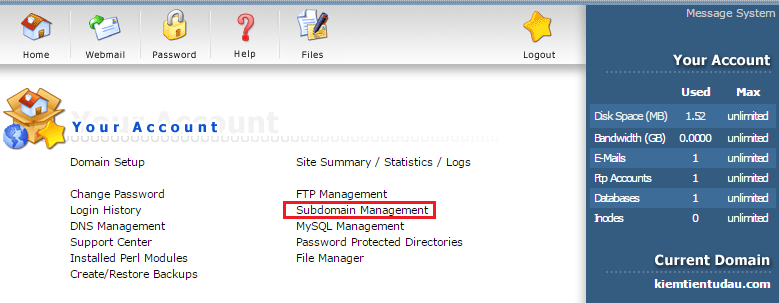 Message System
Home
Webmail
Password
Help
Files
Logout
Your Account
Domain Setup
Site Summary / Statistics / Logs
Change Password
FTP Management
Login History
Subdomain Management
DNS Management
MySQL Management
Support Center
Password Protected Directories
Installed Perl Modules
File Manager
Create/Restore Backups
Your Account
Used Max
Disk Space (MB) 1.52 unlimited
Bandwidth (GB) 0.0000 unlimited
E-Mails 1 unlimited
Ftp Accounts 1 unlimited
Databases 1 unlimited
Inodes 0 unlimited
Current Domain
kiemtientudau.com